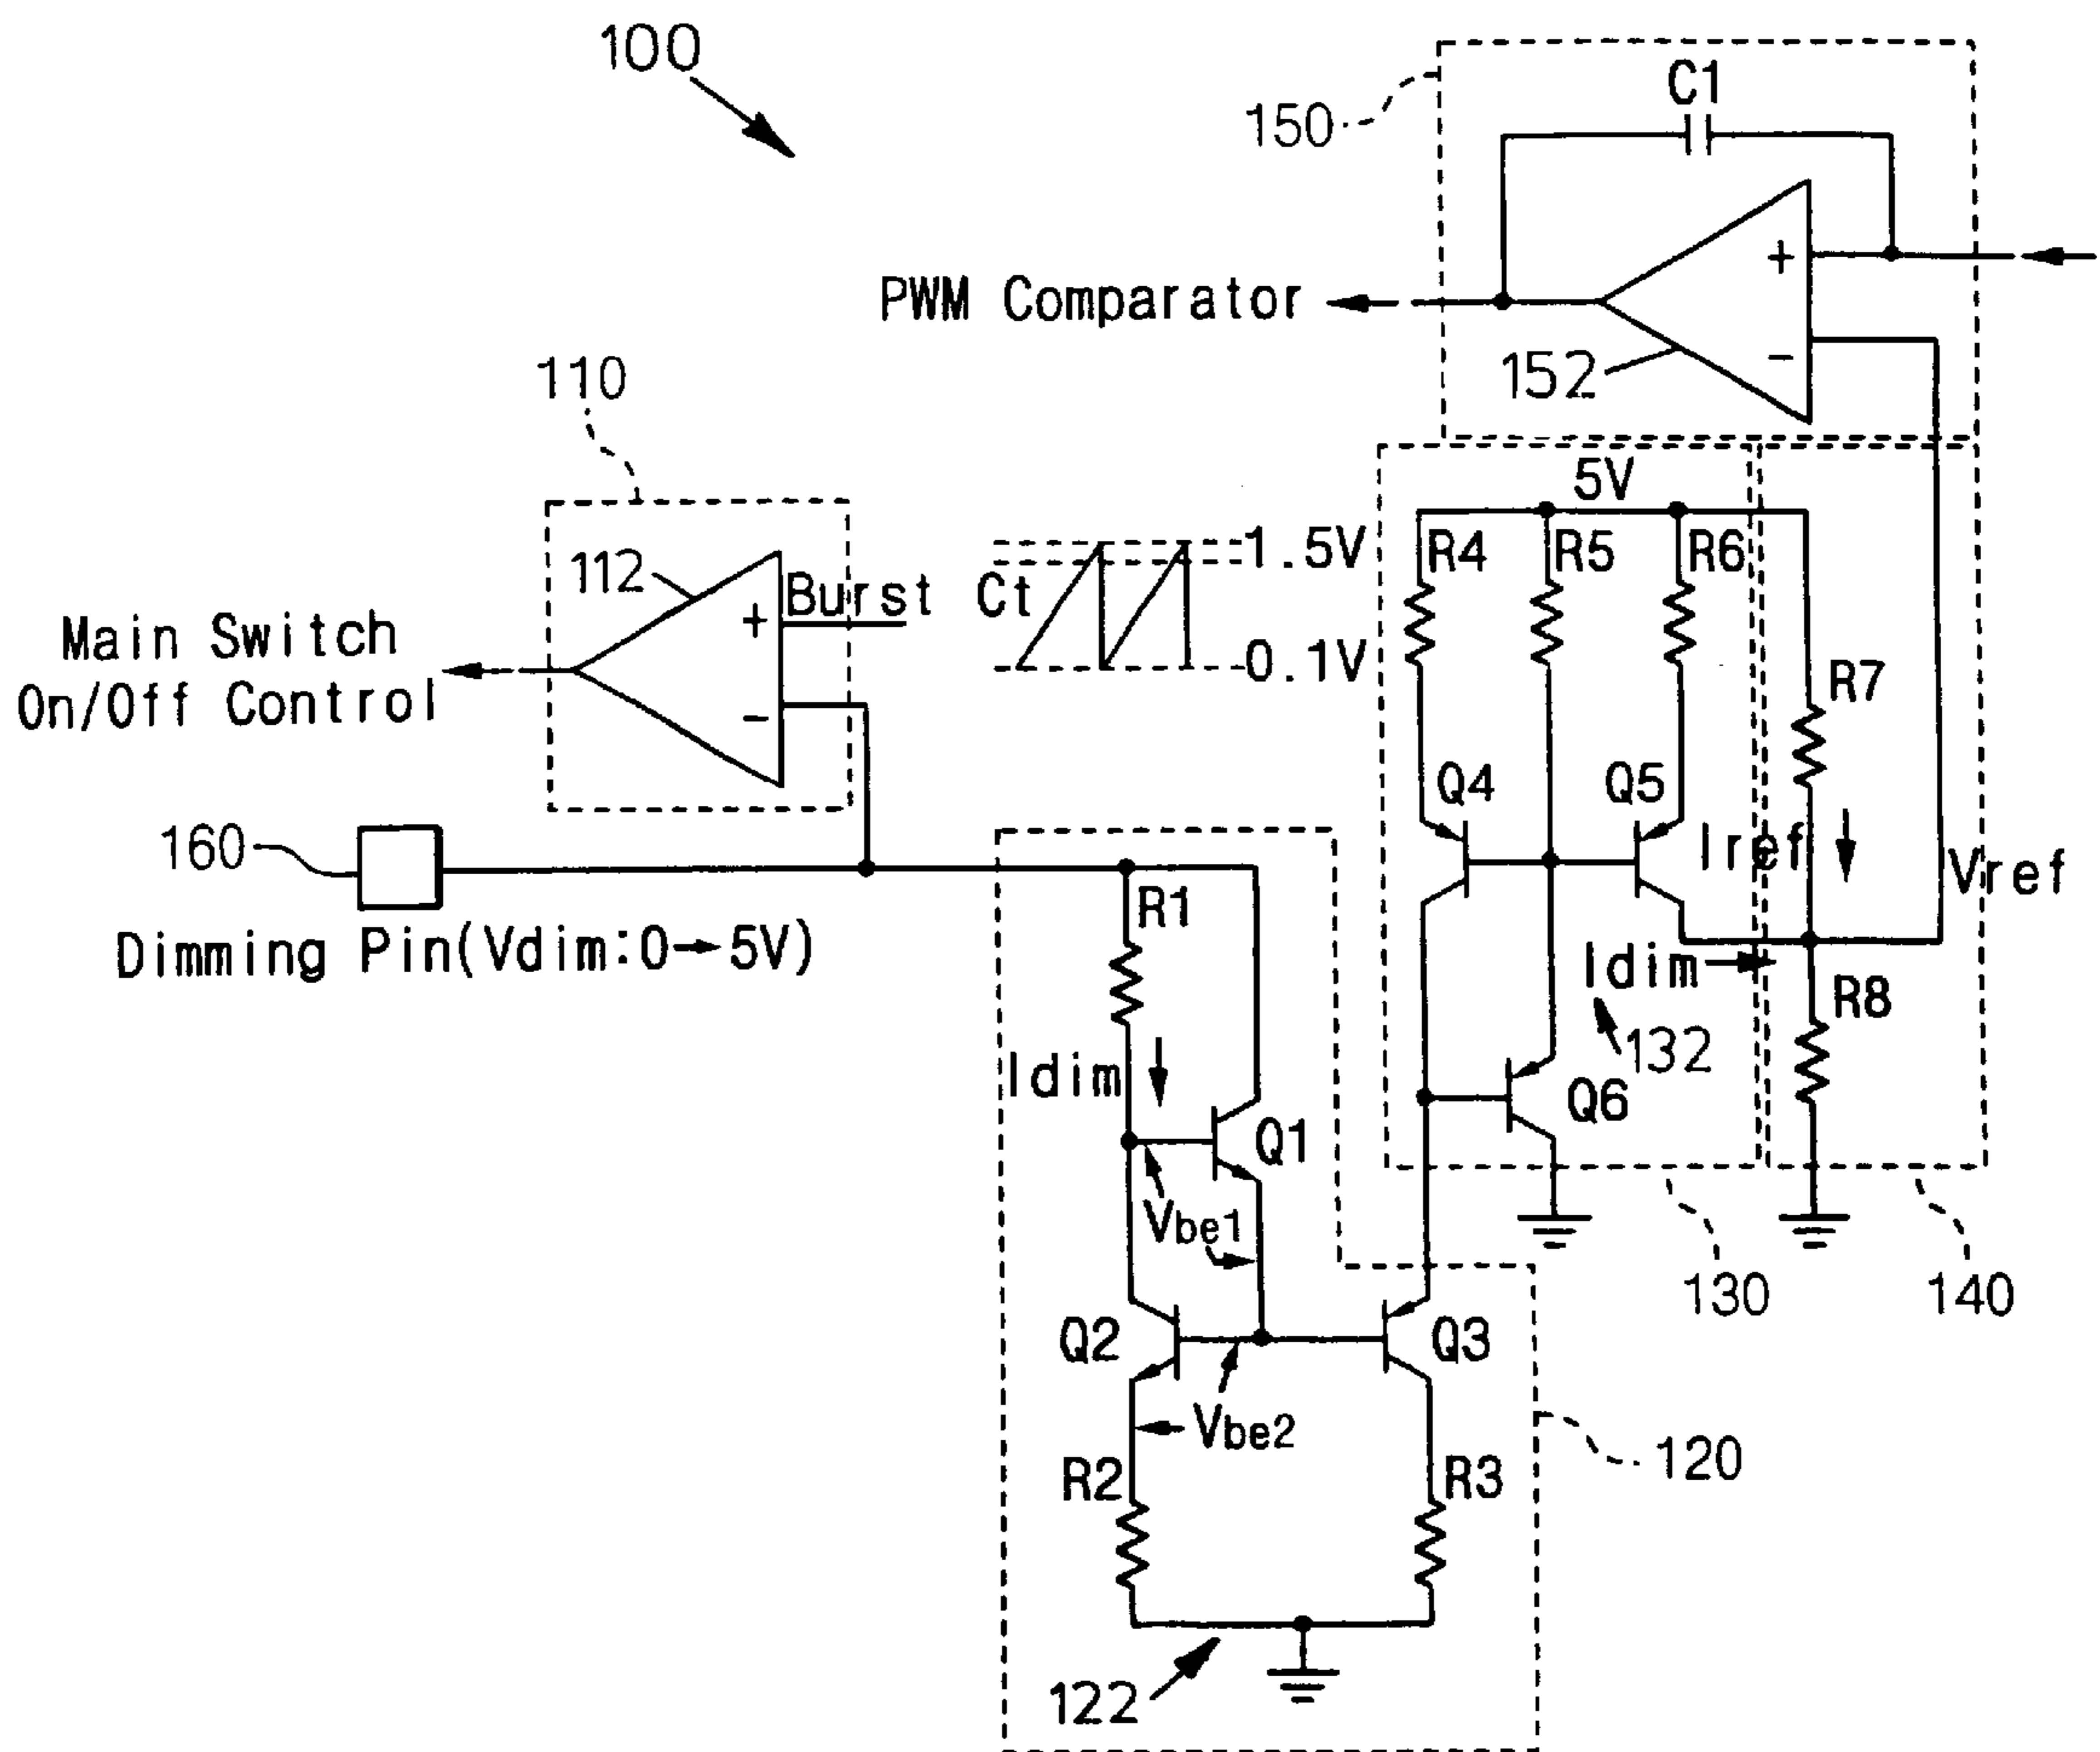 100
150
C1
+
PWM Comparator
-
152
110
112
Burst Ct
1.5V
0.1V
+
-
Main Switch
On/Off Control
5V
R4
R5
R6
R7
Q4
Q5
Iref
Vref
160
Dimming Pin(Vdim:0→5V)
R1
Idim
132
R8
Idim
Q1
Q6
Vbe1
130
140
Q2
Q3
Vbe2
120
R2
R3
122